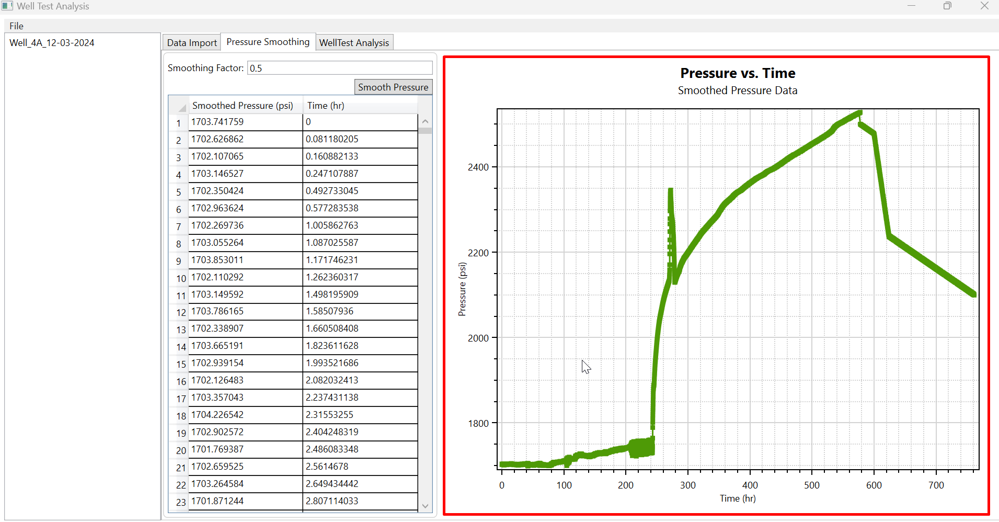 Well Test Analysis
File
Well_4A_12-03-2024
Data Import
Pressure Smoothing
WellTest Analysis
Smoothing Factor: 0.5
Smooth Pressure
Smoothed Pressure (psi) Time (hr)
1 1703.741759 0
2 1702.626862 0.081180205
3 1702.107065 0.160882133
4 1703.146527 0.247107887
5 1702.350424 0.492733045
6 1702.963624 0.577283538
7 1702.269736 1.005862763
8 1703.055264 1.087025587
9 1703.853011 1.171746231
10 1702.110292 1.262360317
11 1703.149592 1.498195909
12 1703.786165 1.58507936
13 1702.338907 1.660508408
14 1703.665191 1.823611628
15 1702.939154 1.993521686
16 1702.126483 2.082032413
17 1703.357043 2.237431138
18 1704.226542 2.31553255
19 1702.902572 2.404248319
20 1701.769387 2.486083348
21 1702.659525 2.5614678
22 1703.264584 2.649434442
23 1701.871244 2.807114033
Pressure vs. Time
Smoothed Pressure Data
Pressure (psi)
2400
2200
2000
1800
0 100 200 300 400 500 600 700
Time (hr)